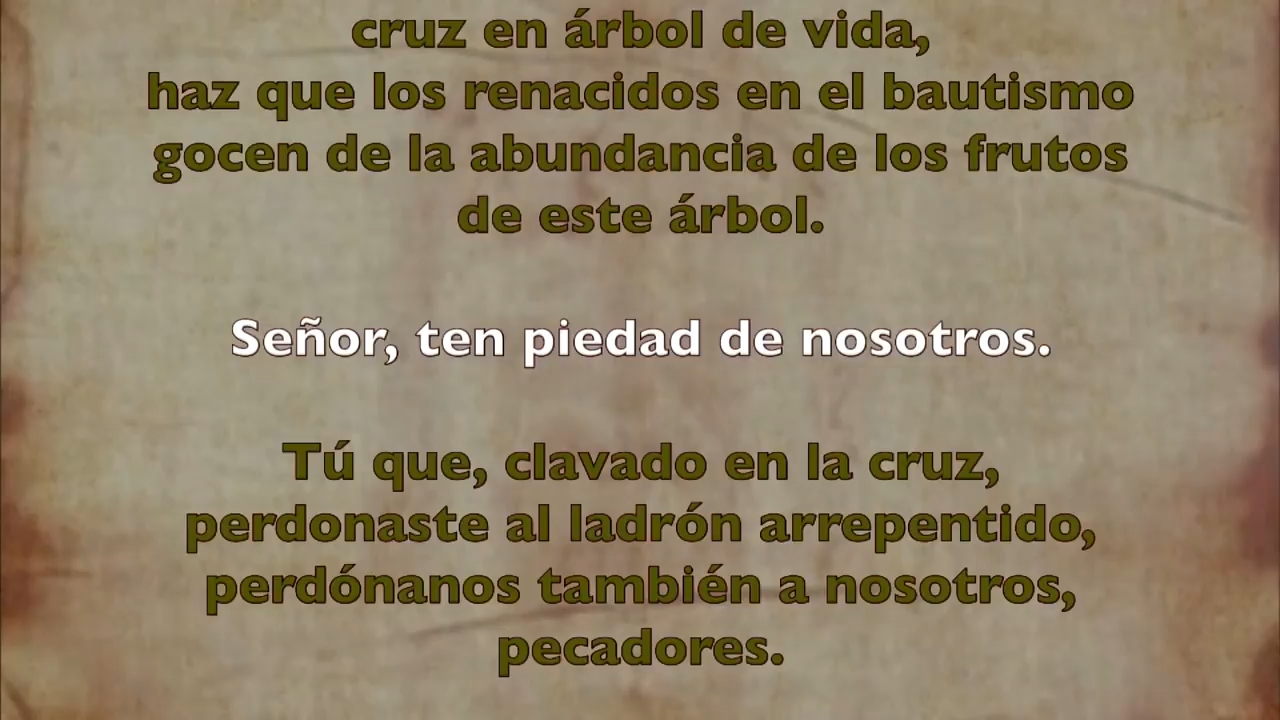 cruz en árbol de vida,
haz que los renacidos en el bautismo
gocen de la abundancia de los frutos
de este árbol.
Señor, ten piedad de nosotros.
Tú que, clavado en la cruz,
perdonaste al ladrón arrepentido,
perdónanos también a nosotros,
pecadores.